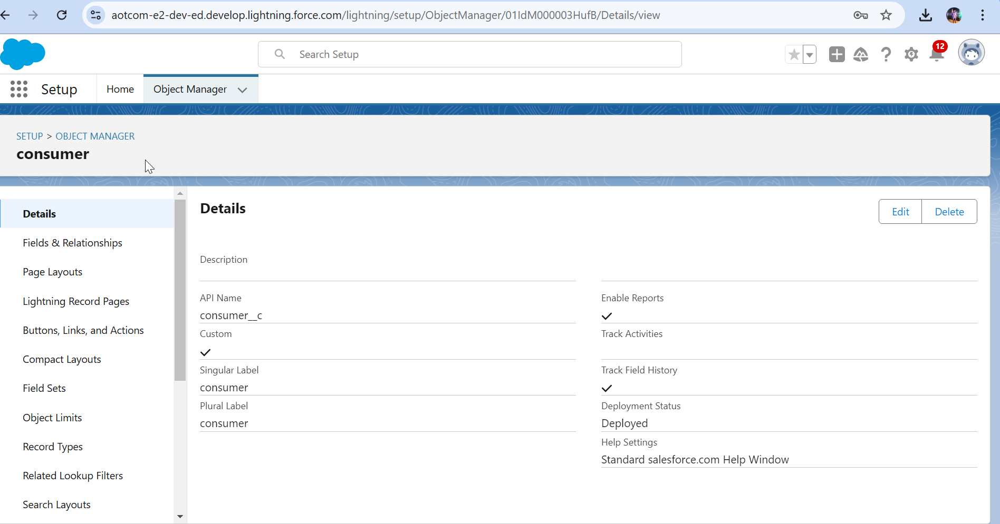 aotcom-e2-dev-ed.develop.lightning.force.com/lightning/setup/ObjectManager/01IdM000003HufB/Details/view
Search Setup
12
Setup
Home
Object Manager
SETUP > OBJECT MANAGER
consumer
Details
Fields & Relationships
Page Layouts
Lightning Record Pages
Buttons, Links, and Actions
Compact Layouts
Field Sets
Object Limits
Record Types
Related Lookup Filters
Search Layouts
Details
Edit
Delete
Description
API Name
consumer__c
Custom
Singular Label
consumer
Plural Label
consumer
Enable Reports
Track Activities
Track Field History
Deployment Status
Deployed
Help Settings
Standard salesforce.com Help Window